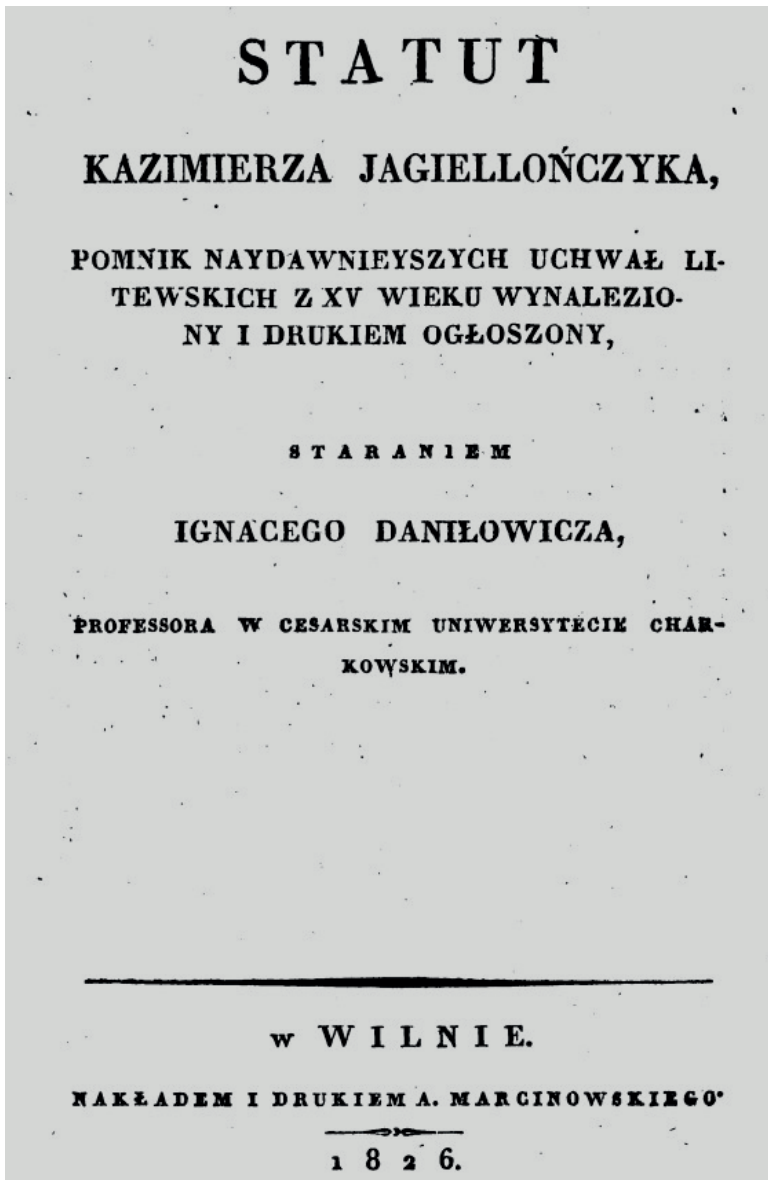 STATUT
KAZIMIERZA JAGIELLOŃCZYKA,
POMNIK NAYDAWNIEYSZYCH UCHWAŁ LI-
TEWSKICH Z XV WIEKU WYNALEZIO-
NY I DRUKIEM OGŁOSZONY,
STARANIEM
IGNACEGO DANIŁOWICZA,
PROFESSORA W CESARSKIM UNIWERSYTECIE CHAR-
KOWSKIM.
w WILNIE.
NAKŁADEM I DRUKIEM A. MARCINOWSKIEGO.
1826.